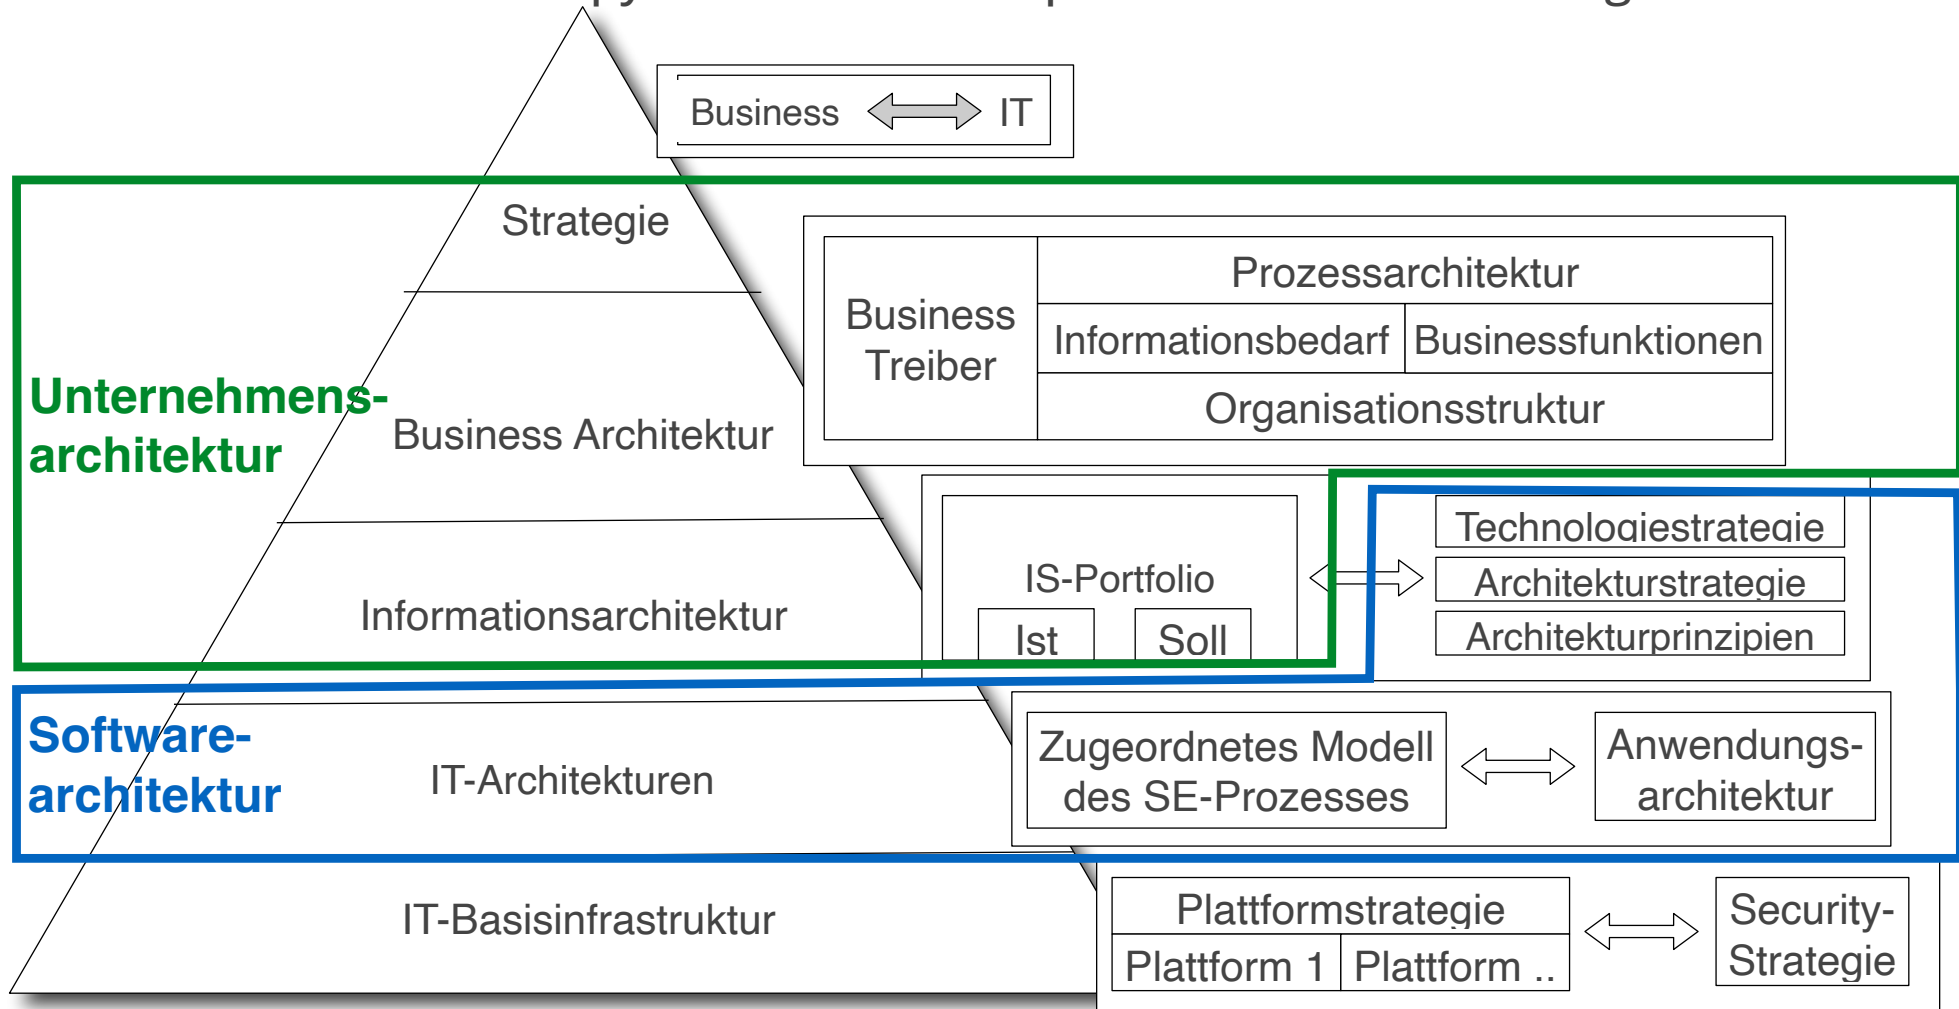 Business
IT
Strategie
Prozessarchitektur
Business
Treiber
Informationsbedarf
Businessfunktionen
Organisationsstruktur
Unternehmens-
architektur
Business Architektur
Technologiestrategie
IS-Portfolio
Architekturstrategie
Informationsarchitektur
Ist
Soll
Architekturprinzipien
Software-
architektur
IT-Architekturen
Zugeordnetes Modell
des SE-Prozesses
Anwendungs-
architektur
IT-Basisinfrastruktur
Plattformstrategie
Plattform 1
Plattform ..
Security-
Strategie